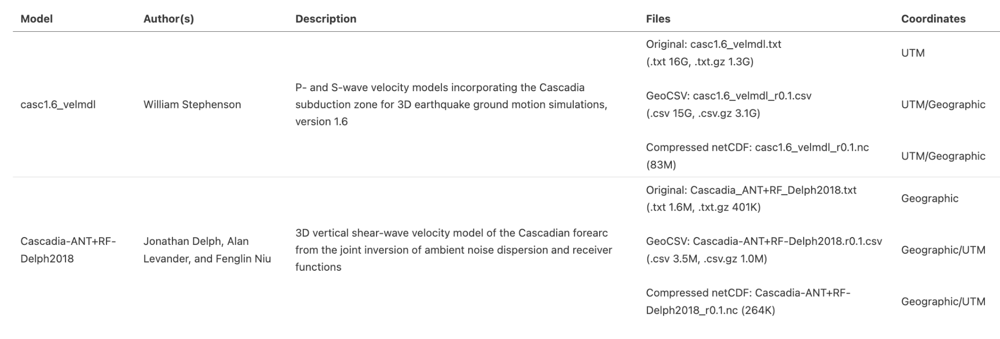 Model Author(s) Description Files Coordinates
casc1.6_velmdl
William Stephenson
P- and S-wave velocity models incorporating the Cascadia
subduction zone for 3D earthquake ground motion simulations,
version 1.6
Original: casc1.6_velmdl.txt
(.txt 16G, .txt.gz 1.3G)
UTM
GeoCSV: casc1.6_velmdl_r0.1.csv
(.csv 15G, .csv.gz 3.1G)
UTM/Geographic
Compressed netCDF: casc1.6_velmdl_r0.1.nc
(83M)
UTM/Geographic
Cascadia-ANT+RF-
Delph2018
Jonathan Delph, Alan
Levander, and Fenglin Niu
3D vertical shear-wave velocity model of the Cascadian forearc
from the joint inversion of ambient noise dispersion and receiver
functions
Original: Cascadia_ANT+RF_Delph2018.txt
(.txt 1.6M, .txt.gz 401K)
Geographic
GeoCSV: Cascadia-ANT+RF-Delph2018.r0.1.csv
(.csv 3.5M, .csv.gz 1.0M)
Geographic/UTM
Compressed netCDF: Cascadia-ANT+RF-
Delph2018_r0.1.nc (264K)
Geographic/UTM